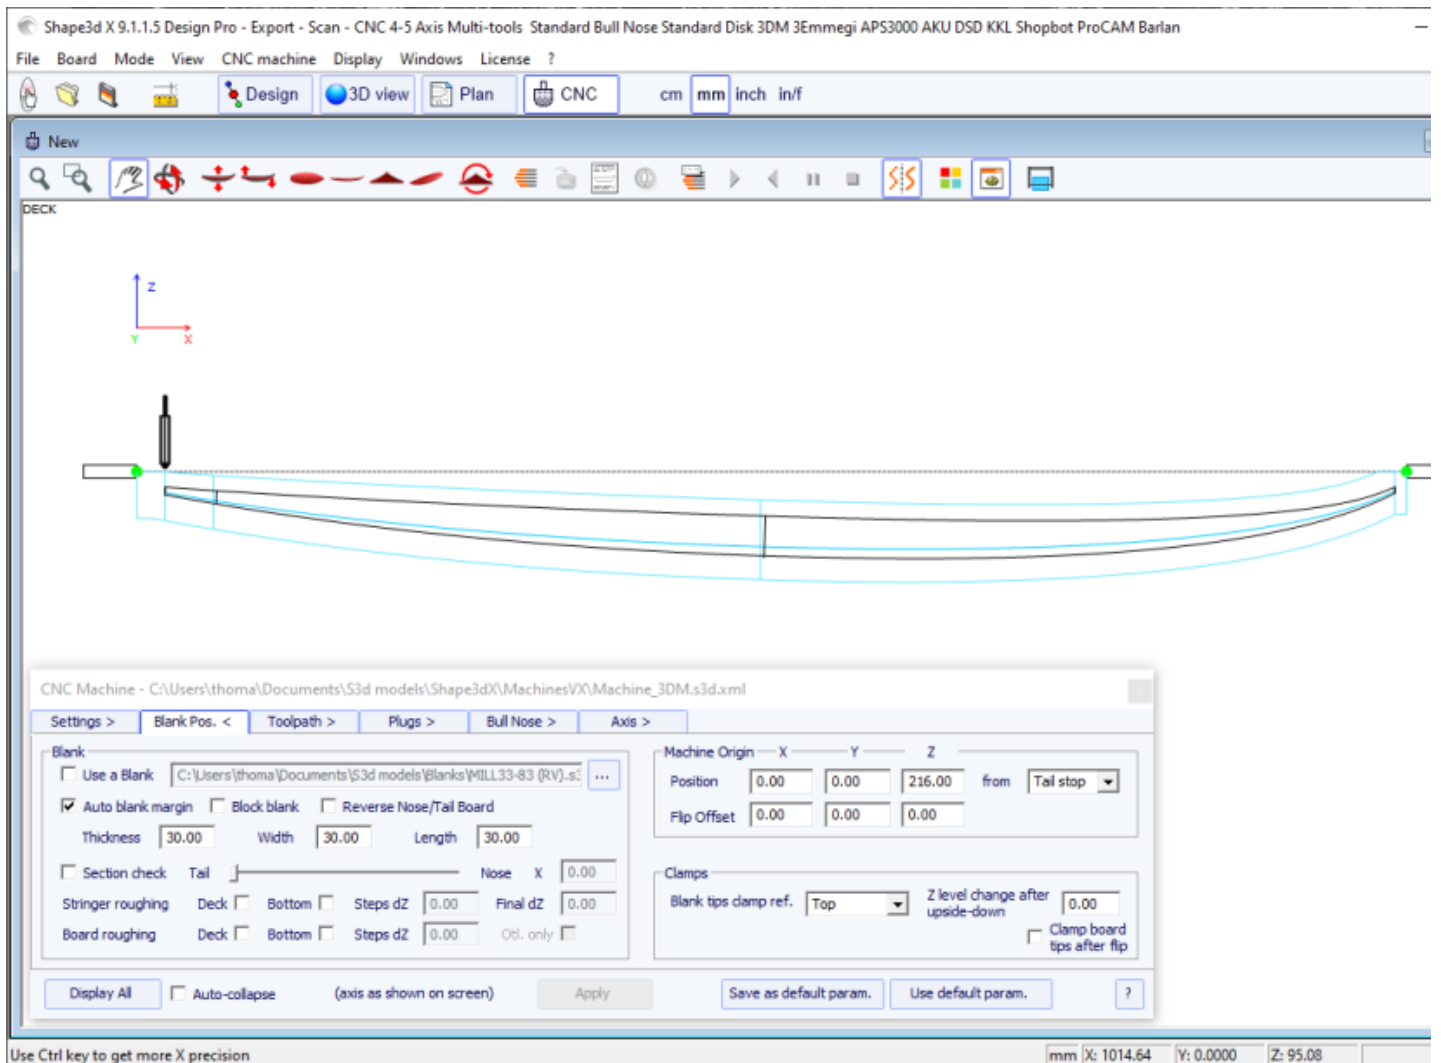 Shape3d X 9.1.1.5 Design Pro - Export - Scan - CNC 4-5 Axis Multi-tools Standard Bull Nose Standard Disk 3DM 3Emmegi APS3000 AKU DSD KKL Shopbot ProCAM Barlan
File Board Mode View CNC machine Display Windows License ?
Design 3D view Plan CNC cm mm inch in/f
New
DECK
Z
Y X
CNC Machine - C:\Users\thoma\Documents\S3d models\Shape3dX\MachinesVX\Machine_3DM.s3d.xml
Settings > Blank Pos. < Toolpath > Plugs > Bull Nose > Axis >
Blank
Use a Blank C:\Users\thoma\Documents\S3d models\Blanks\MILL33-83 (RV).s: ...
Auto blank margin Block blank Reverse Nose/Tail Board
Thickness 30.00 Width 30.00 Length 30.00
Section check Tail Nose X 0.00
Stringer roughing Deck Bottom Steps dZ 0.00 Final dZ 0.00
Board roughing Deck Bottom Steps dZ 0.00 Otl. only
Machine Origin X Y Z
Position 0.00 0.00 216.00 from Tail stop
Flip Offset 0.00 0.00 0.00
Clamps
Blank tips clamp ref. Top Z level change after upside-down 0.00
Clamp board tips after flip
Display All Auto-collapse (axis as shown on screen) Apply Save as default param. Use default param. ?
Use Ctrl key to get more X precision mm X: 1014.64 Y: 0.0000 Z: 95.08